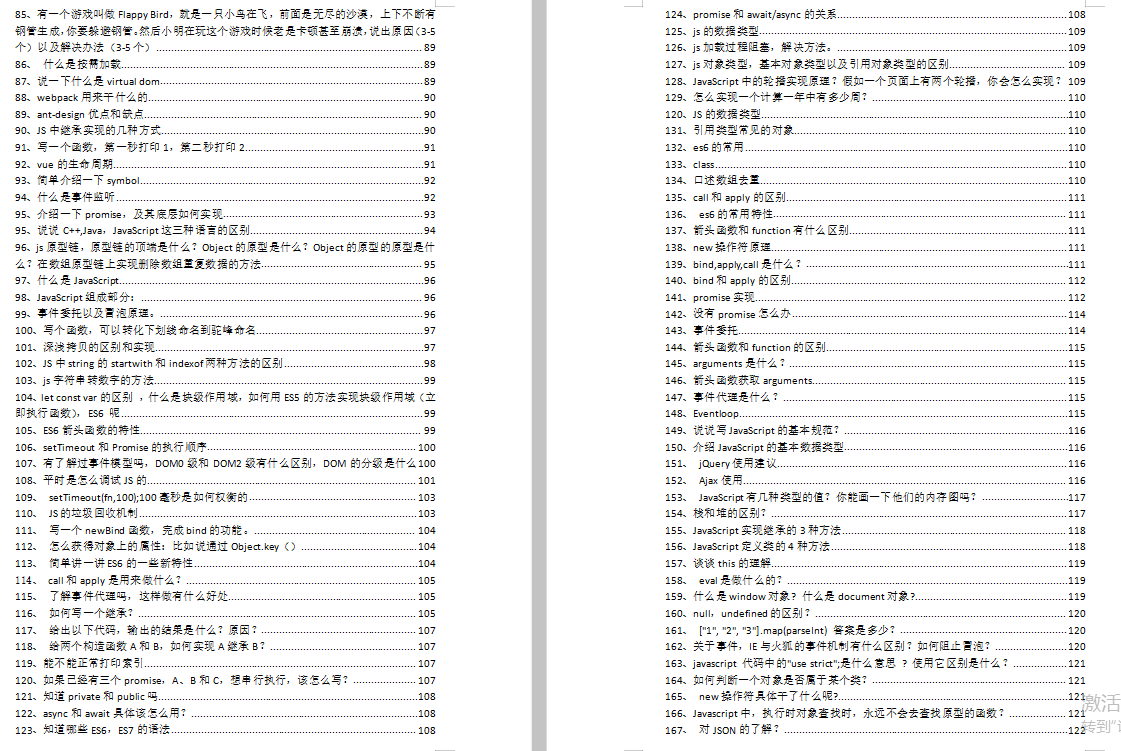 85、有一个游戏叫做 Flappy Bird，就是一只小鸟在飞，前面是无尽的沙漠，上下不断有
钢管生成，你要躲避钢管。然后小明在玩这个游戏时候老是卡顿甚至崩溃，说出原因（3-5
个）以及解决办法（3-5 个）......89
86、 什么是按需加载......89
87、说一下什么是 virtual dom......89
88、webpack 用来干什么的......90
89、ant-design 优点和缺点......90
90、JS 中继承实现的几种方式......90
91、写一个函数，第一秒打印 1，第二秒打印 2......91
92、vue 的生命周期......91
93、简单介绍一下 symbol......92
94、什么是事件监听......92
95、介绍一下 promise，及其底层如何实现......93
95、说说 C++,Java，JavaScript 这三种语言的区别......94
96、js 原型链，原型链的顶端是什么？Object 的原型是什么？Object 的原型的原型是什
么？在数组原型链上实现删除数组重复数据的方法......95
97、什么是 JavaScript......96
98、JavaScript 组成部分：......96
99、事件委托以及冒泡原理。......96
100、写个函数，可以转化下划线命名到驼峰命名......97
101、深浅拷贝的区别和实现......97
102、JS 中 string 的 startwith 和 indexof 两种方法的区别......98
103、js 字符串转数字的方法......99
104、let const var 的区别 ，什么是块级作用域，如何用 ES5 的方法实现块级作用域（立
即执行函数），ES6 呢......99
105、ES6 箭头函数的特性......99
106、setTimeout 和 Promise 的执行顺序......100
107、有了解过事件模型吗，DOM0 级和 DOM2 级有什么区别，DOM 的分级是什么100
108、平时是怎么调试 JS 的......101
109、 setTimeout(fn,100);100 毫秒是如何权衡的......103
110、 JS 的垃圾回收机制......103
111、 写一个 newBind 函数，完成 bind 的功能。......104
112、 怎么获得对象上的属性：比如说通过 Object.key（）......104
113、 简单讲一讲 ES6 的一些新特性......104
114、 call 和 apply 是用来做什么？......105
115、 了解事件代理吗，这样做有什么好处......105
116、 如何写一个继承？......105
117、 给出以下代码，输出的结果是什么？原因？......107
118、 给两个构造函数 A 和 B，如何实现 A 继承 B？......107
119、能不能正常打印索引......107
120、如果已经有三个 promise，A、B 和 C，想串行执行，该怎么写？......107
121、知道 private 和 public 吗......108
122、async 和 await 具体该怎么用？......108
123、知道哪些 ES6，ES7 的语法......108
124、promise 和 await/async 的关系......108
125、js 的数据类型......109
126、js 加载过程阻塞，解决方法。......109
127、js 对象类型，基本对象类型以及引用对象类型的区别......109
128、JavaScript 中的轮播实现原理？假如一个页面上有两个轮播，你会怎么实现？109
129、怎么实现一个计算一年中有多少周？......110
120、JS 的数据类型......110
131、引用类型常见的对象......110
132、es6 的常用......110
133、class......110
134、口述数组去重......110
135、call 和 apply 的区别......111
136、 es6 的常用特性......111
137、箭头函数和 function 有什么区别......111
138、new 操作符原理......111
139、bind,apply,call 是什么？......111
140、bind 和 apply 的区别......112
141、promise 实现......112
142、没有 promise 怎么办......114
143、事件委托......114
144、箭头函数和 function 的区别......115
145、arguments 是什么？......115
146、箭头函数获取 arguments......115
147、事件代理是什么？......115
148、Eventloop......115
149、说说写 JavaScript 的基本规范？......116
150、介绍 JavaScript 的基本数据类型......116
151、 jQuery 使用建议......116
152、 Ajax 使用......116
153、 JavaScript 有几种类型的值？你能画一下他们的内存图吗？......117
154、栈和堆的区别？......117
155、JavaScript 实现继承的 3 种方法......118
156、JavaScript 定义类的 4 种方法......118
157、谈谈 this 的理解......119
158、 eval 是做什么的？......119
159、什么是 window 对象? 什么是 document 对象?......119
160、null，undefined 的区别？......120
161、 ["1", "2", "3"].map(parseInt) 答案是多少？......120
162、关于事件，IE 与火狐的事件机制有什么区别？如何阻止冒泡？......120
163、javascript 代码中的"use strict";是什么意思 ？使用它区别是什么？......121
164、如何判断一个对象是否属于某个类？......121
165、 new 操作符具体干了什么呢?......121
166、Javascript 中，执行时对象查找时，永远不会去查找原型的函数？......121
167、 对 JSON 的了解？......122
激活
转到"